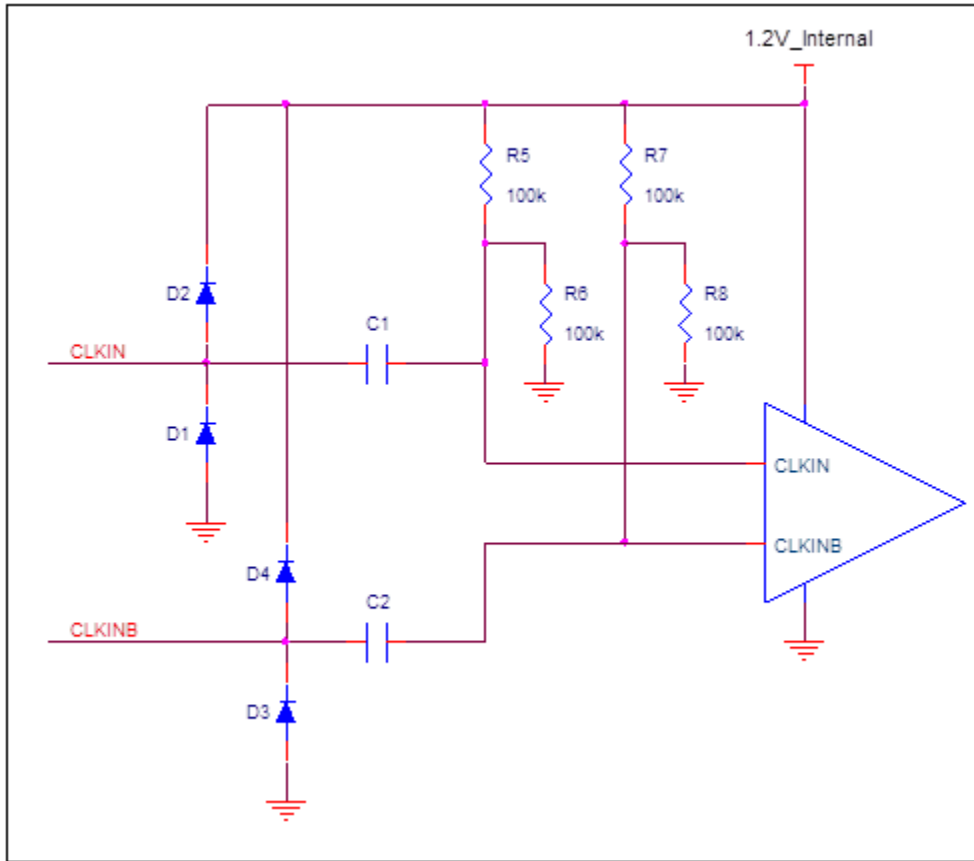 1.2V_Internal
R5
100k
R7
100k
D2
R6
100k
R8
100k
C1
CLKIN
D1
CLKIN
CLKINB
D4
C2
CLKINB
D3